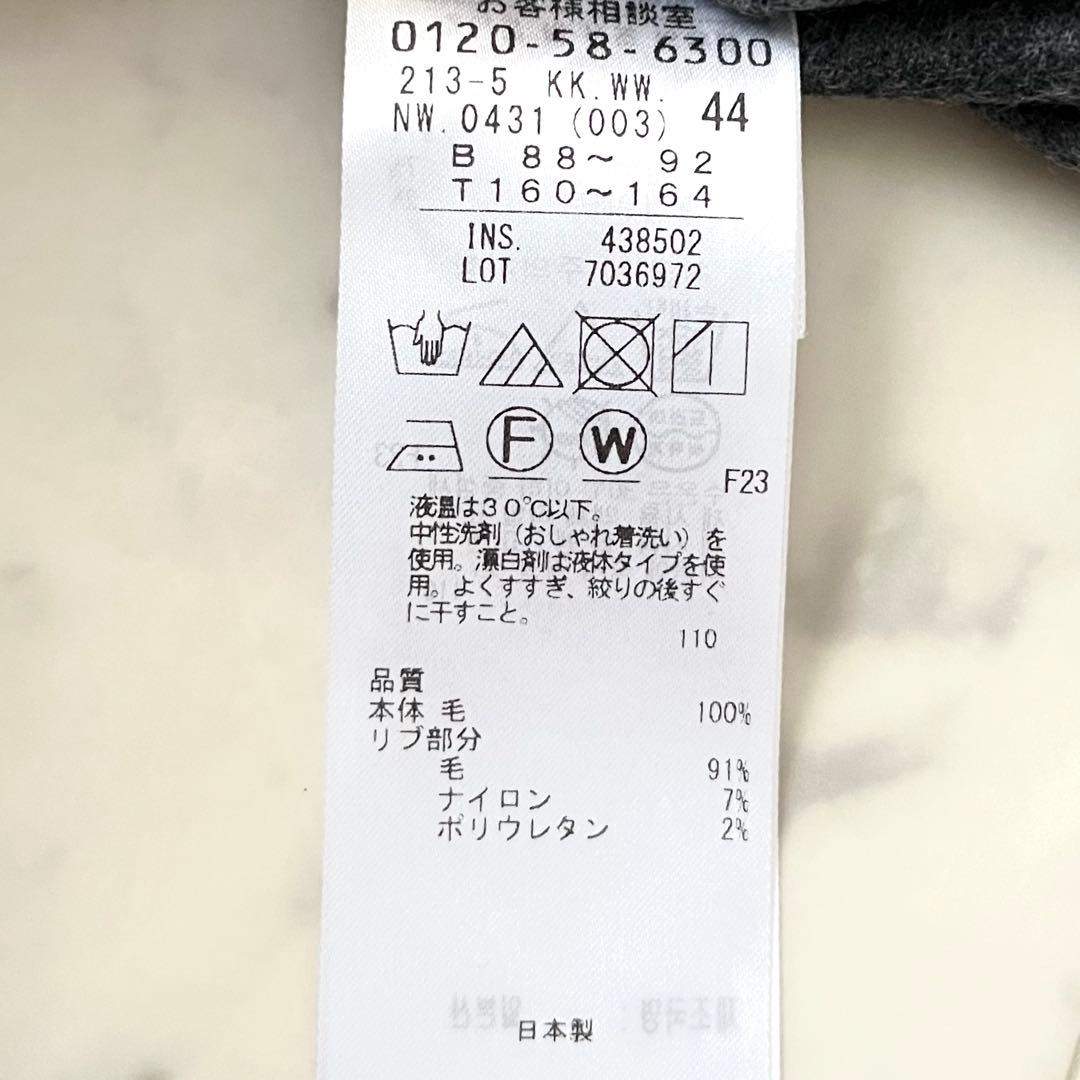 お客様相談室
0120-58-6300
213-5 KK.WW.
NW.0431 (003) 44
B 88～ 92
T 160～164
INS. 438502
LOT 7036972
F W
F23
液温は30℃以下。
中性洗剤（おしゃれ着洗い）を
使用。漂白剤は液体タイプを使
用。よくすすぎ、絞りの後すぐ
に干すこと。
110
品質
本体 毛 100%
リブ部分
毛 91%
ナイロン 7%
ポリウレタン 2%
日本製